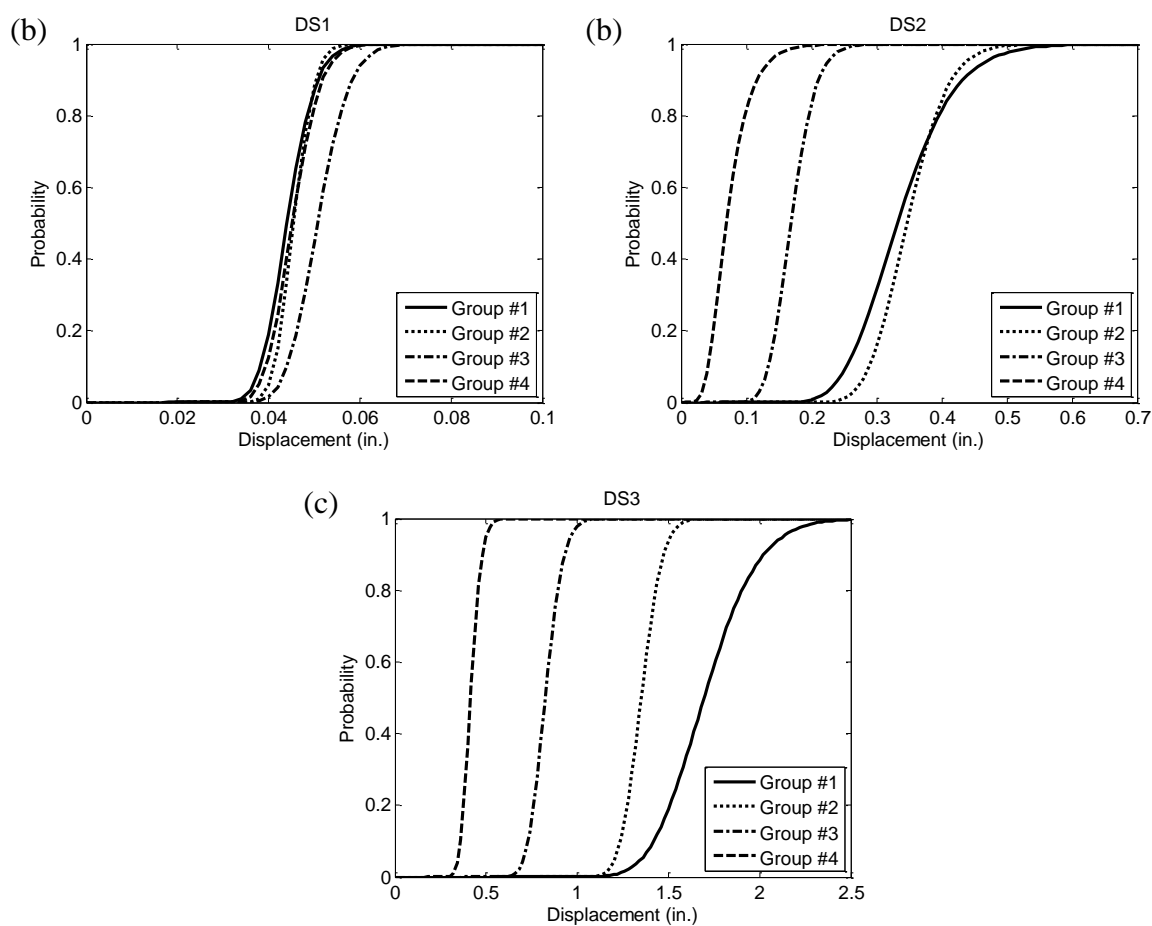 (b)
DS1
1
0.8
0.6
0.4
0.2
0
Probability
0 0.02 0.04 0.06 0.08 0.1
Displacement (in.)
Group #1
Group #2
Group #3
Group #4
(b)
DS2
1
0.8
0.6
0.4
0.2
0
Probability
0 0.1 0.2 0.3 0.4 0.5 0.6 0.7
Displacement (in.)
Group #1
Group #2
Group #3
Group #4
(c)
DS3
1
0.8
0.6
0.4
0.2
0
Probability
0 0.5 1 1.5 2 2.5
Displacement (in.)
Group #1
Group #2
Group #3
Group #4